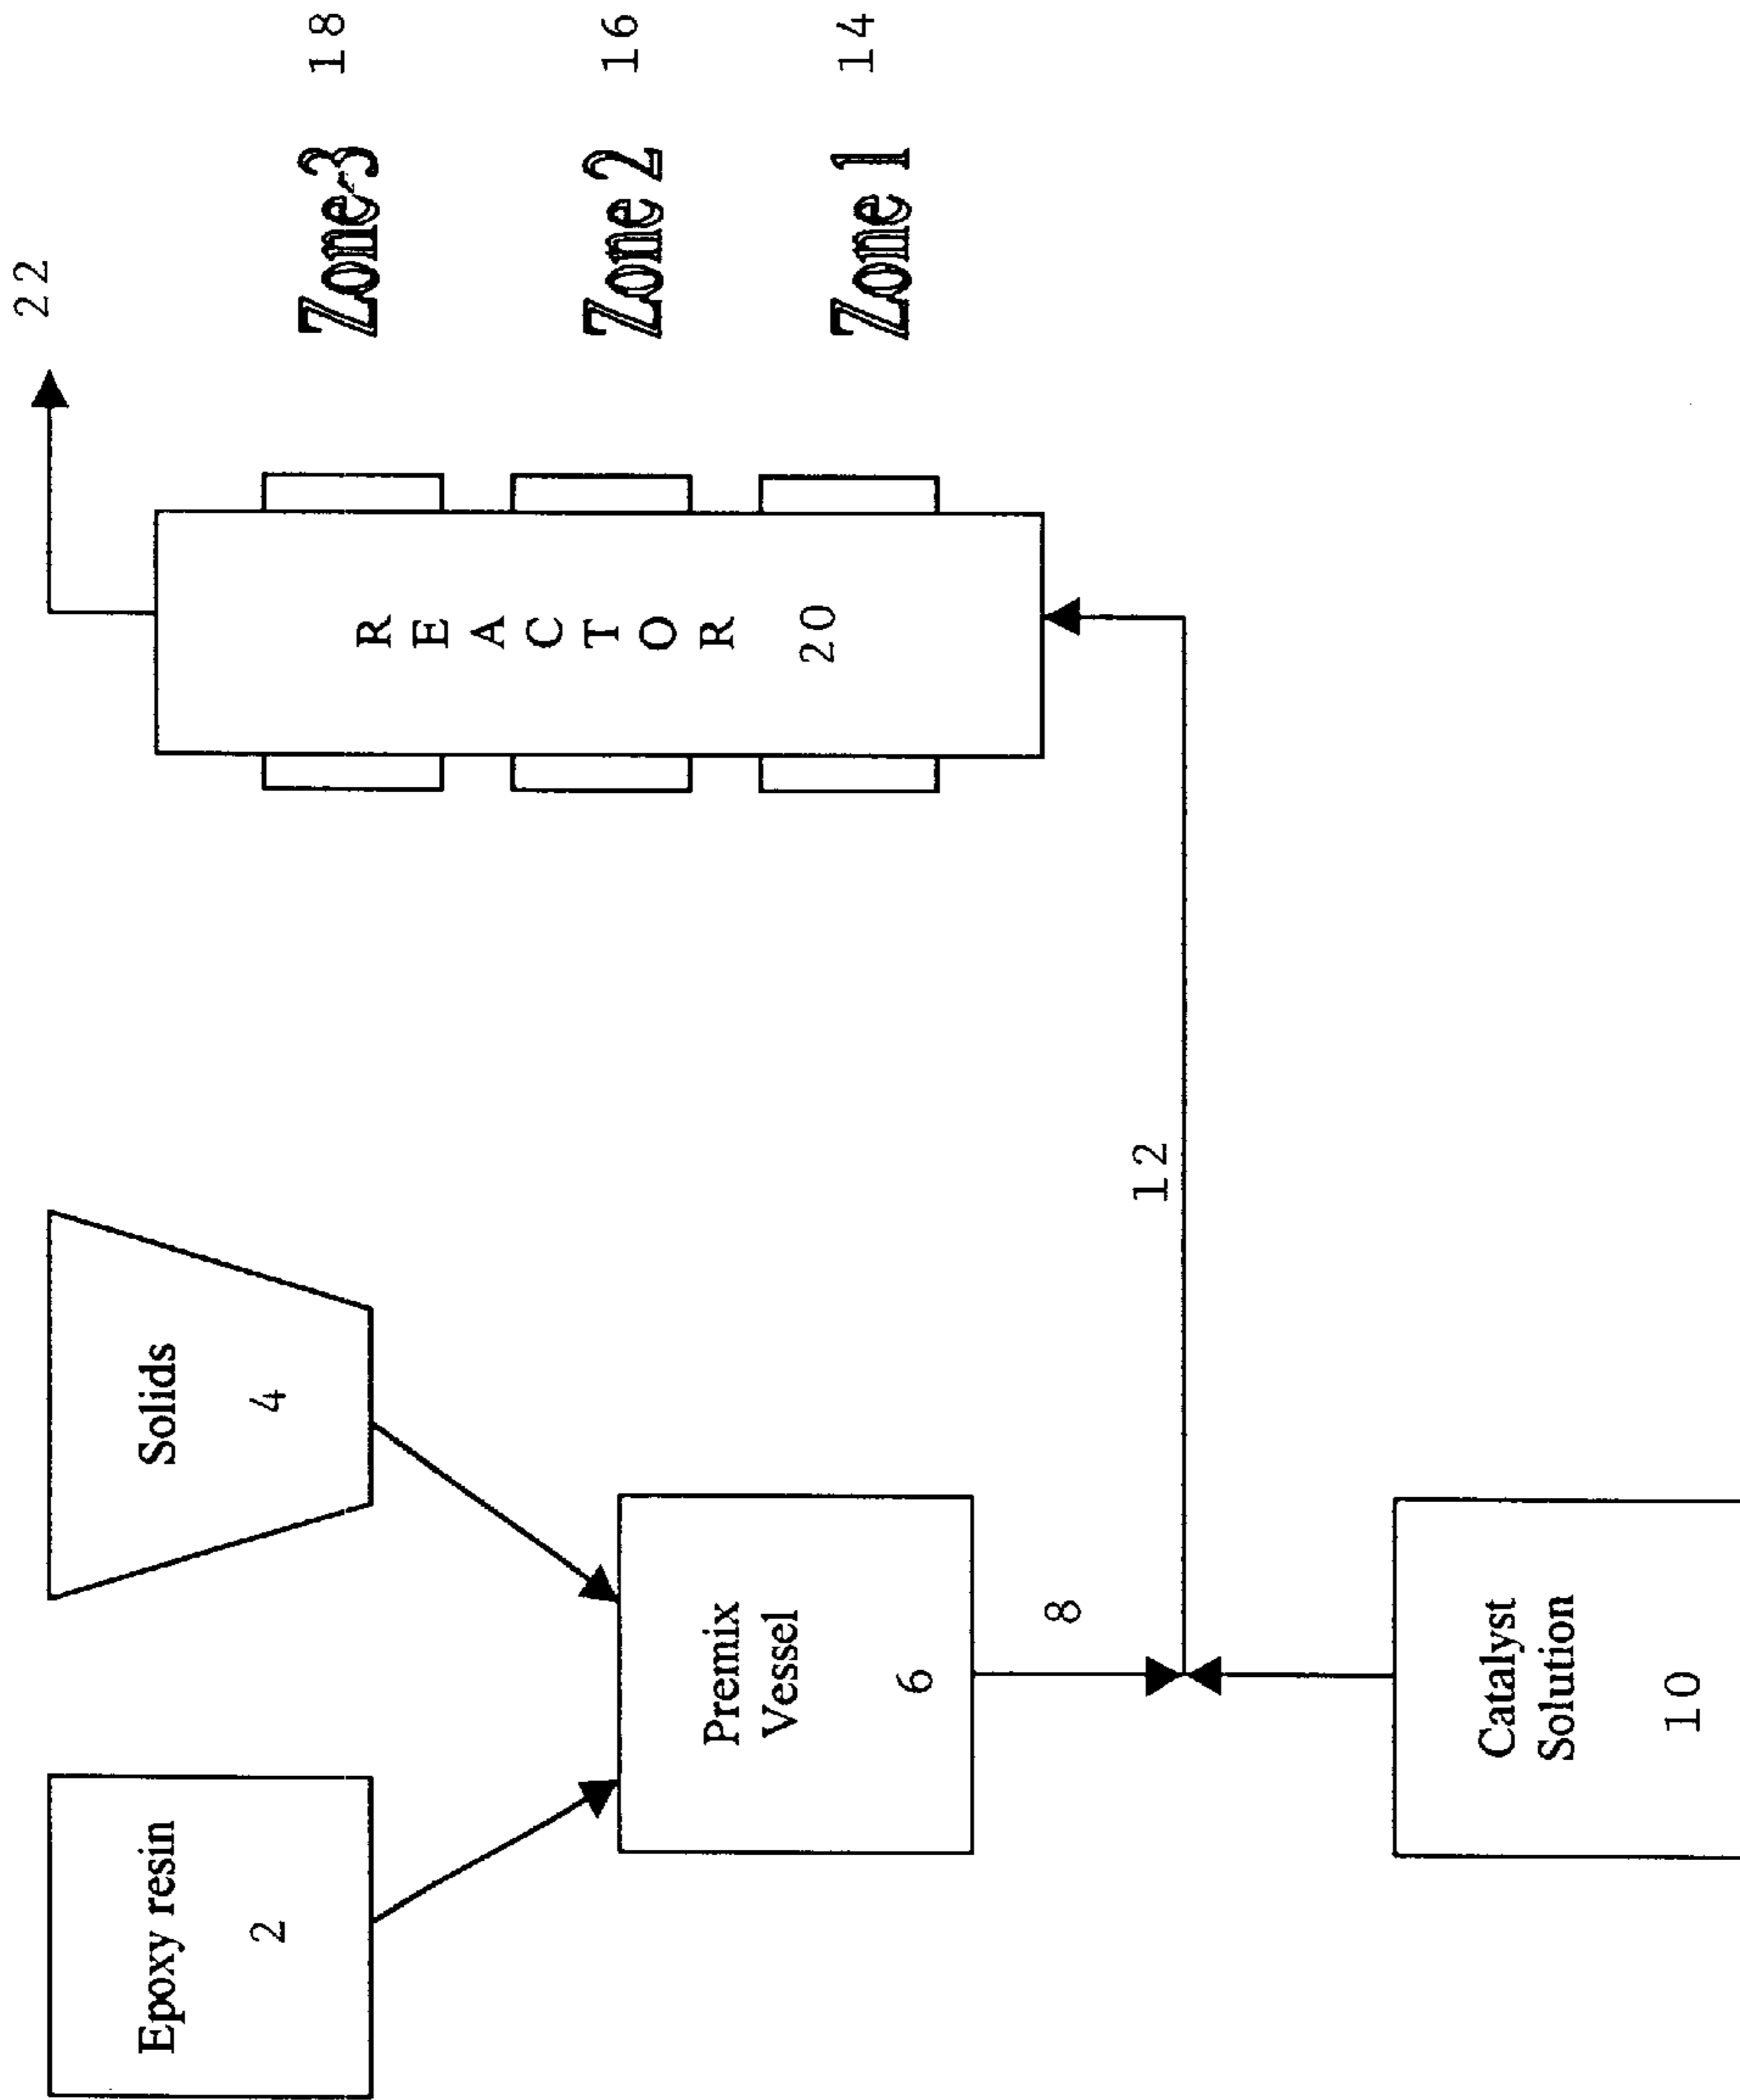 Epoxy resin
2
Solids
4
Premix
Vessel
6
8
Catalyst
Solution
10
12
REACTOR
20
22
Zone 3 18
Zone 2 16
Zone 1 14